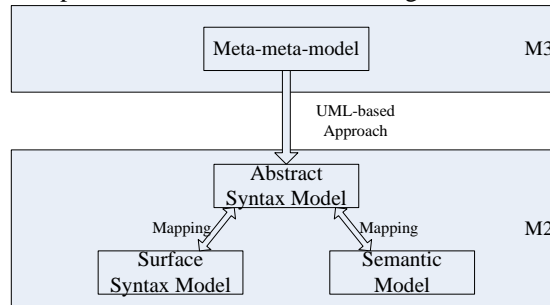 Meta-meta-model
M3
UML-based
Approach
Abstract
Syntax Model
Mapping
Mapping
M2
Surface
Syntax Model
Semantic
Model